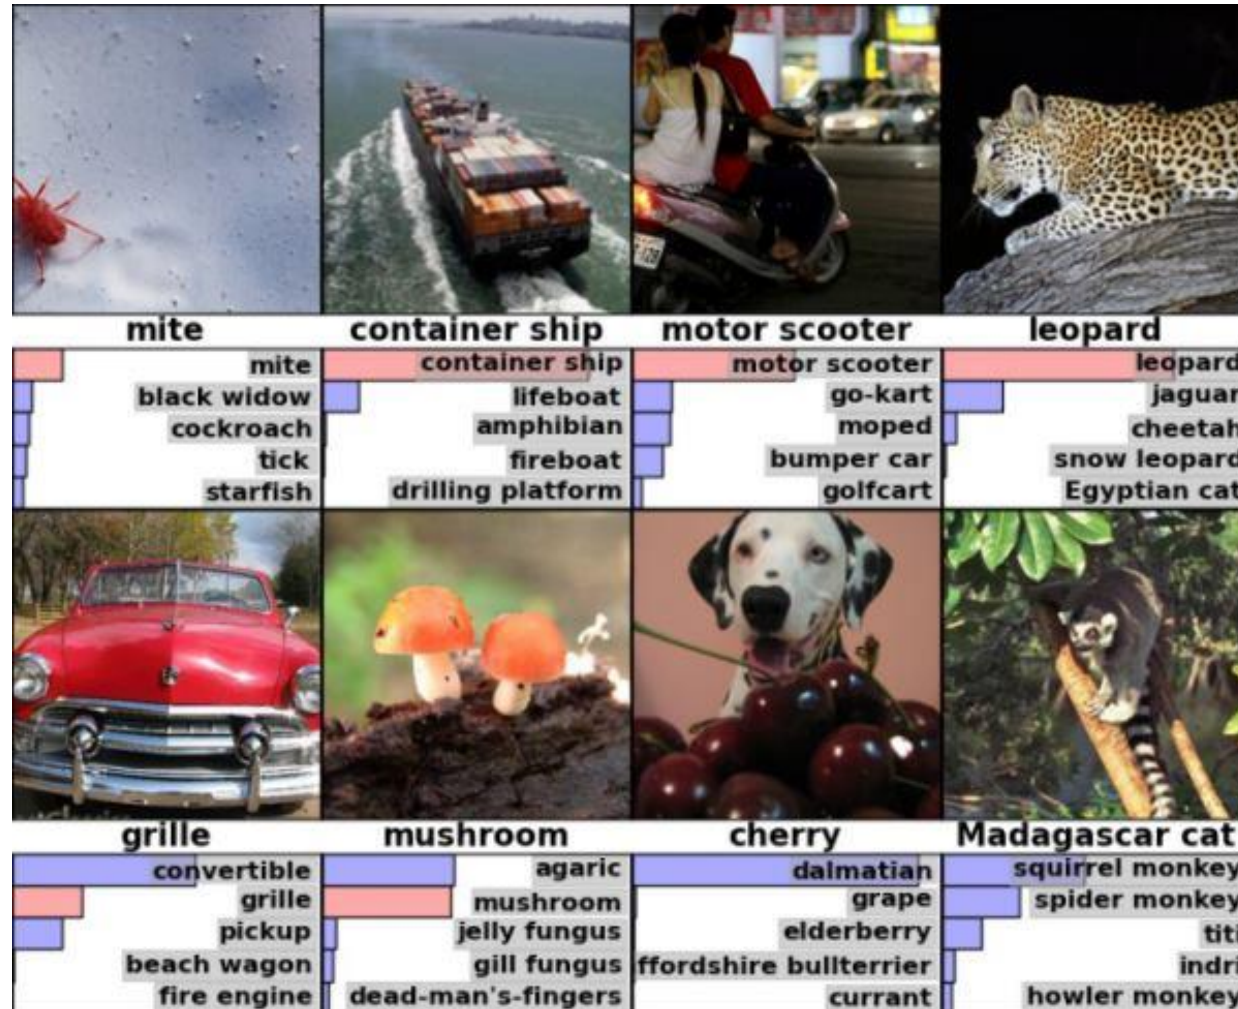 mite
container ship
motor scooter
leopard
mite
black widow
cockroach
tick
starfish
container ship
lifeboat
amphibian
fireboat
drilling platform
motor scooter
go-kart
moped
bumper car
golfcart
leopard
jaguar
cheetah
snow leopard
Egyptian cat
grille
mushroom
cherry
Madagascar cat
convertible
grille
pickup
beach wagon
fire engine
agaric
mushroom
jelly fungus
gill fungus
dead-man's-fingers
dalmatian
grape
elderberry
ffordshire bullterrier
currant
squirrel monkey
spider monkey
titi
indri
howler monkey